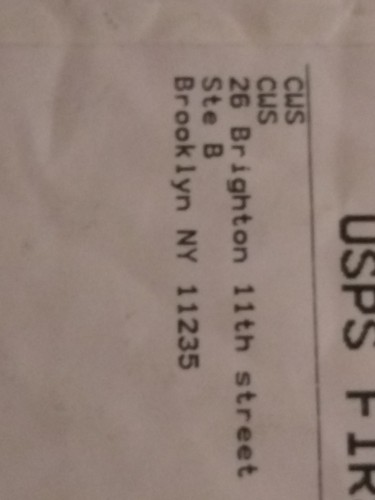 USPS FIR
CWS
CWS
26 Brighton 11th street
Ste B
Brooklyn NY 11235